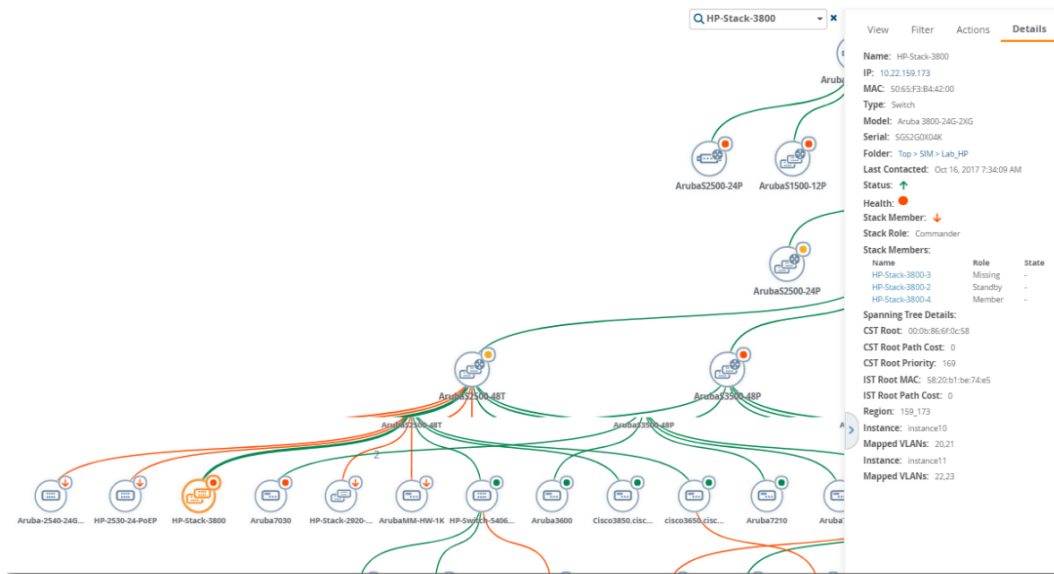 HP-Stack-3800
View Filter Actions Details
Name: HP-Stack-3800
IP: 10.22.159.173
MAC: 50:65:F3:B4:42:00
Type: Switch
Model: Aruba 3800-24G-2XG
Serial: SG52G0X04K
Folder: Top > SIM > Lab_HP
Last Contacted: Oct 16, 2017 7:34:09 AM
Status:
Health:
Stack Member:
Stack Role: Commander
Stack Members:
Name Role State
HP-Stack-3800-3 Missing -
HP-Stack-3800-2 Standby -
HP-Stack-3800-4 Member -
Spanning Tree Details:
CST Root: 00:0b:86:6f:0c:58
CST Root Path Cost: 0
CST Root Priority: 169
IST Root MAC: 58:20:b1:be:74:e5
IST Root Path Cost: 0
Region: 159_173
Instance: instance10
Mapped VLANs: 20,21
Instance: instance11
Mapped VLANs: 22,23
Aruba
ArubaS2500-24P ArubaS1500-12P
ArubaS2500-24P
ArubaS2500-48T ArubaS3500-48P
ArubaS2500-48T ArubaS3500-48P A
2
Aruba-2540-24G... HP-2530-24-PoEP HP-Stack-3800 Aruba7030 HP-Stack-2920-... ArubaMM-HW-1K HP-Switch-5406... Aruba3600 Cisco3850.cisc... cisco3650.cisc... Aruba7210 Aruba7